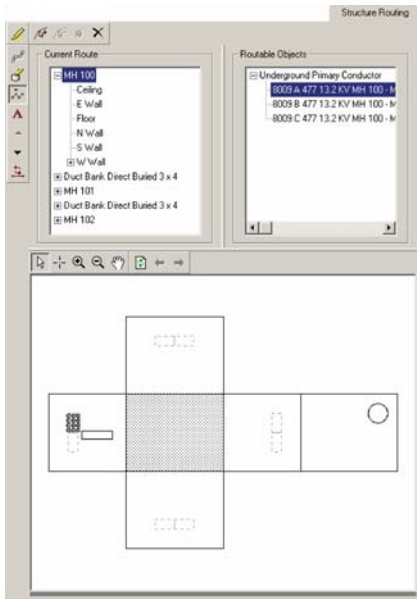 Structure Routing
Current Route
MH 100
Ceiling
E Wall
Floor
N Wall
S Wall
W Wall
Duct Bank Direct Buried 3 x 4
MH 101
Duct Bank Direct Buried 3 x 4
MH 102
Routable Objects
Underground Primary Conductor
8009 A 477 13.2 KV MH 100 - M
8009 B 477 13.2 KV MH 100 - M
8009 C 477 13.2 KV MH 100 - M
A